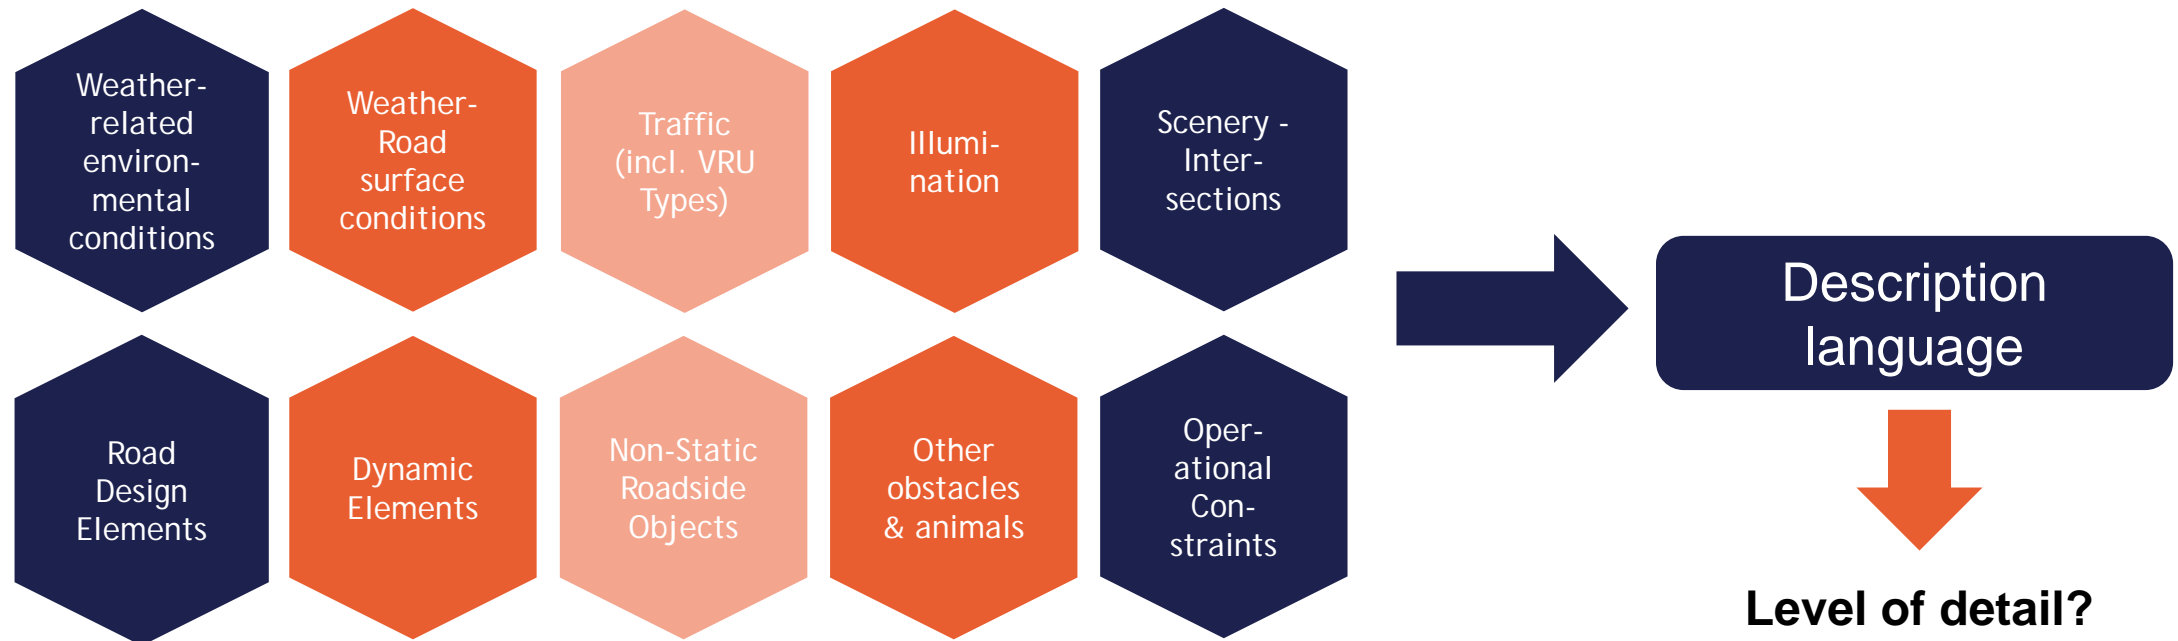 Weather-
related
environ-
mental
conditions
Weather-
Road
surface
conditions
Traffic
(incl. VRU
Types)
Illumi-
nation
Scenery -
Inter-
sections
Road
Design
Elements
Dynamic
Elements
Non-Static
Roadside
Objects
Other
obstacles
& animals
Oper-
ational
Con-
straints
Description
language
Level of detail?